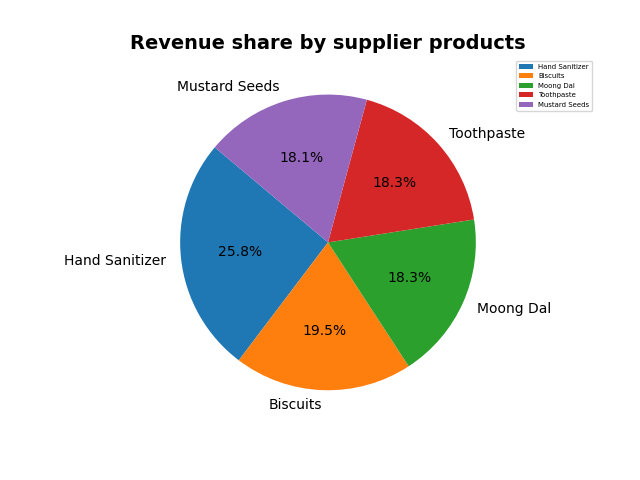 Revenue share by supplier products
Hand Sanitizer
Biscuits
Moong Dal
Toothpaste
Mustard Seeds
Mustard Seeds
Toothpaste
18.1%
18.3%
25.8%
Hand Sanitizer
18.3%
Moong Dal
19.5%
Biscuits